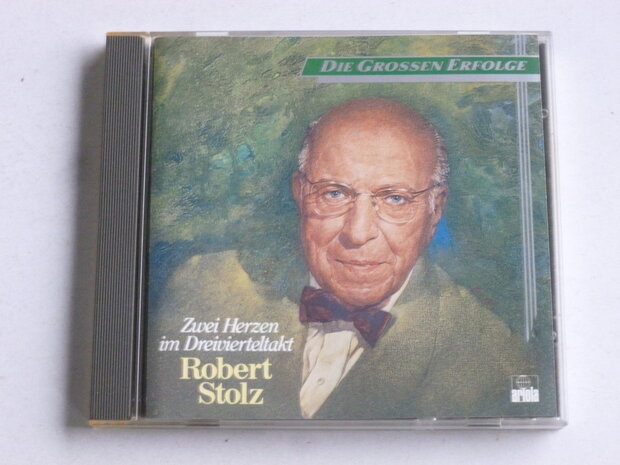 DIE GROSSEN ERFOLGE
Zwei Herzen
im Dreivierteltakt
Robert
Stolz
ariola